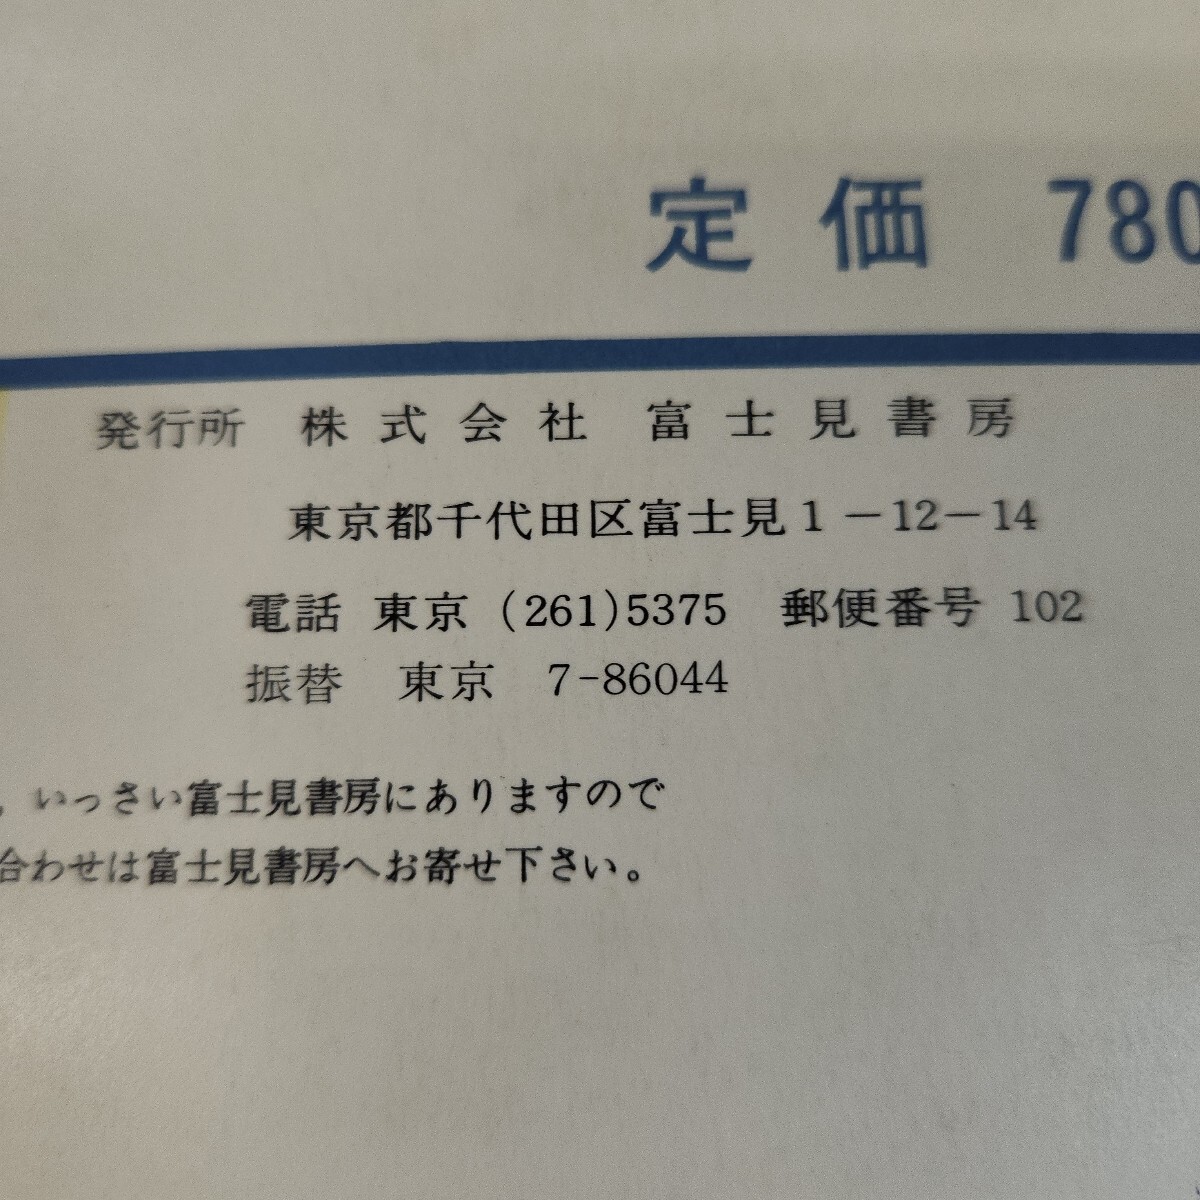 定価 780
発行所 株式会社 富士見書房
東京都千代田区富士見1-12-14
電話 東京 (261)5375 郵便番号 102
振替 東京 7-86044
，いっさい富士見書房にありますので
合わせは富士見書房へお寄せ下さい。